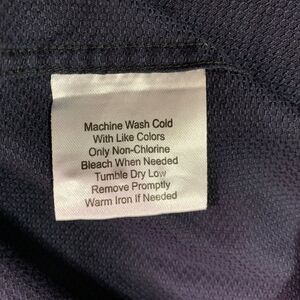 Machine Wash Cold
With Like Colors
Only Non-Chlorine
Bleach When Needed
Tumble Dry Low
Remove Promptly
Warm Iron If Needed